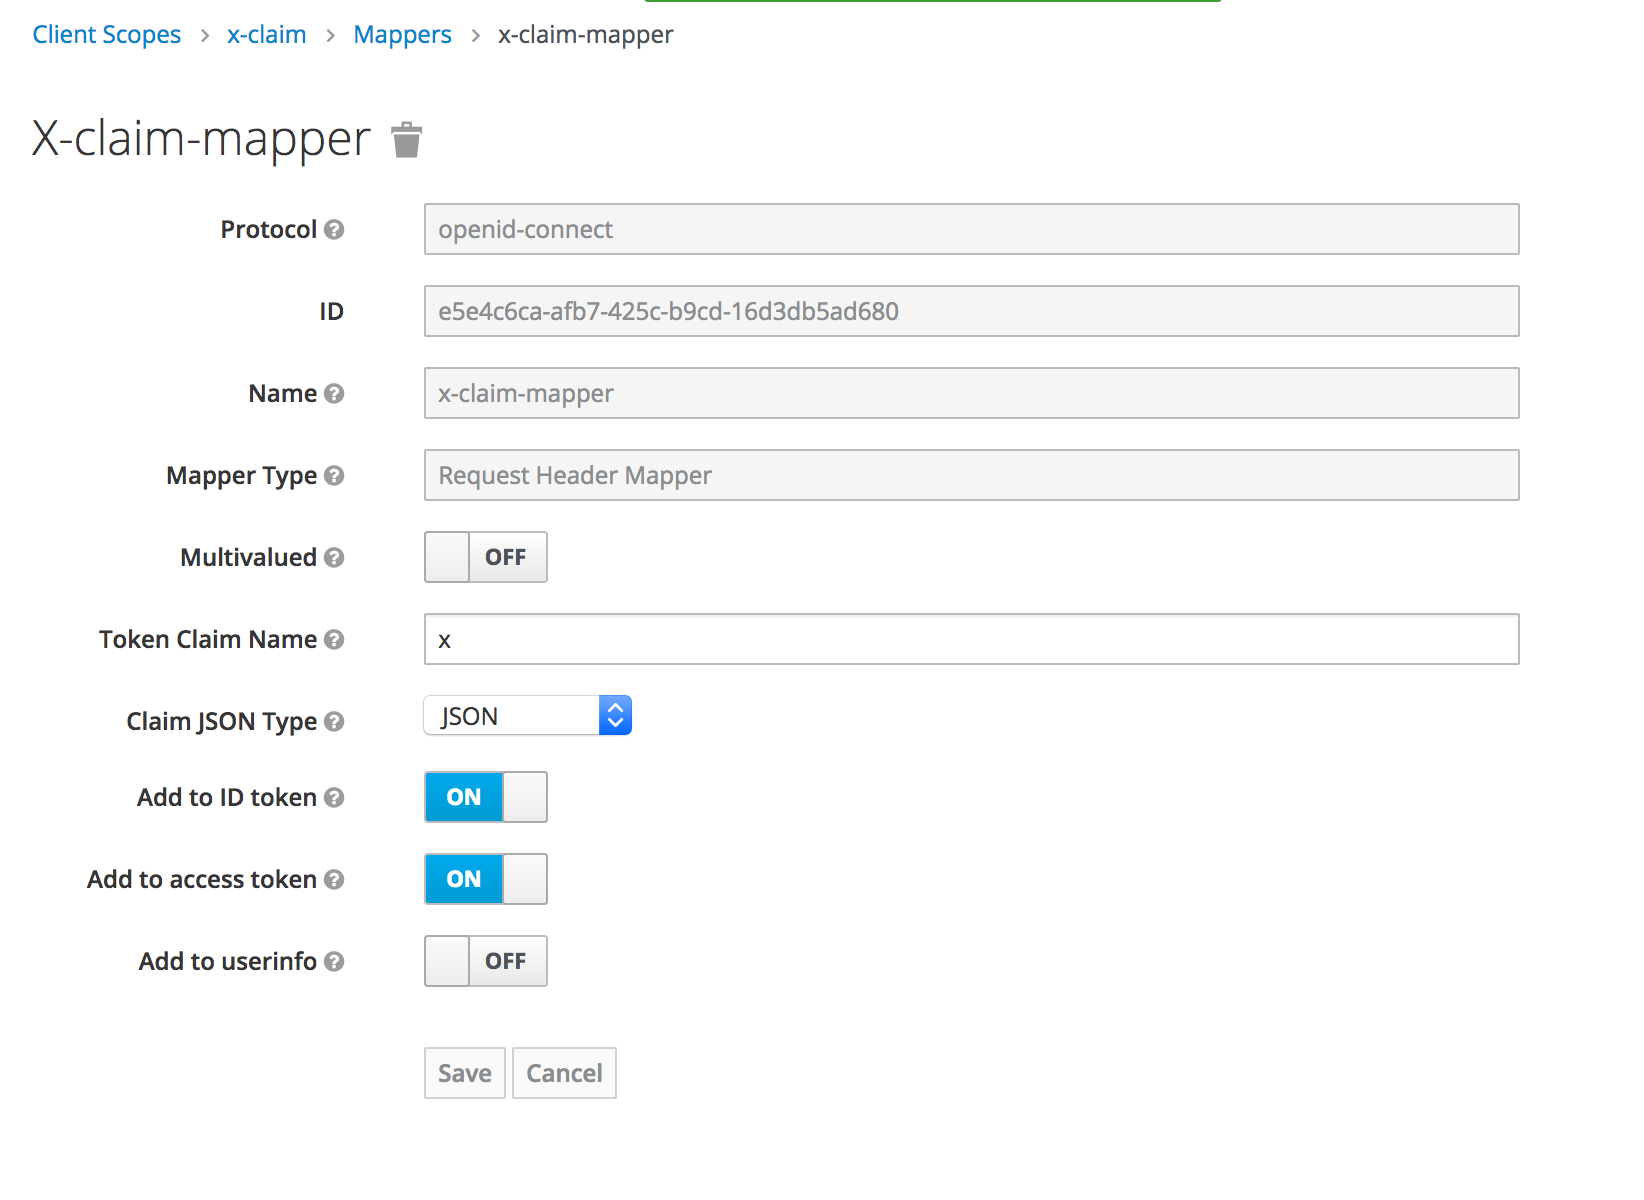 Client Scopes > x-claim > Mappers > x-claim-mapper
X-claim-mapper
Protocol ? openid-connect
ID e5e4c6ca-afb7-425c-b9cd-16d3db5ad680
Name ? x-claim-mapper
Mapper Type ? Request Header Mapper
Multivalued ? OFF
Token Claim Name ? x
Claim JSON Type ? JSON
Add to ID token ? ON
Add to access token ? ON
Add to userinfo ? OFF
Save Cancel